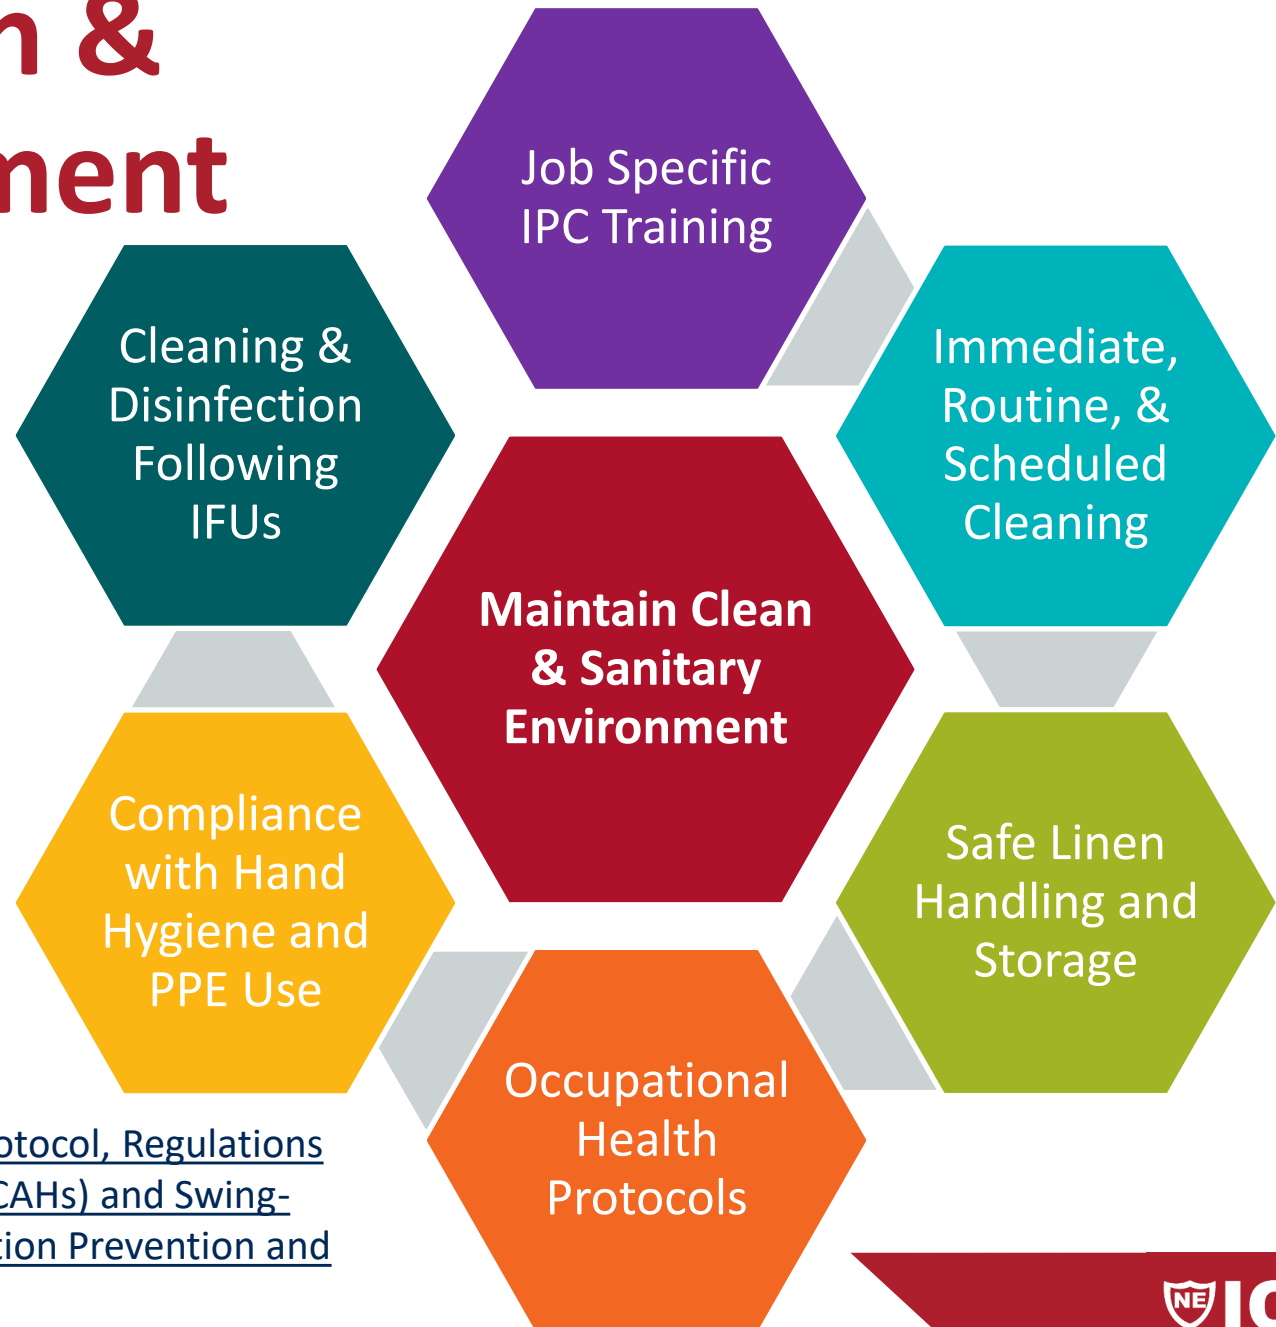 n &
ment
Job Specific
IPC Training
Cleaning &
Disinfection
Following
IFUs
Immediate,
Routine, &
Scheduled
Cleaning
Maintain Clean
& Sanitary
Environment
Compliance
with Hand
Hygiene and
PPE Use
Safe Linen
Handling and
Storage
Occupational
Health
Protocols
otocol, Regulations
CAHs) and Swing-
tion Prevention and
NE IC